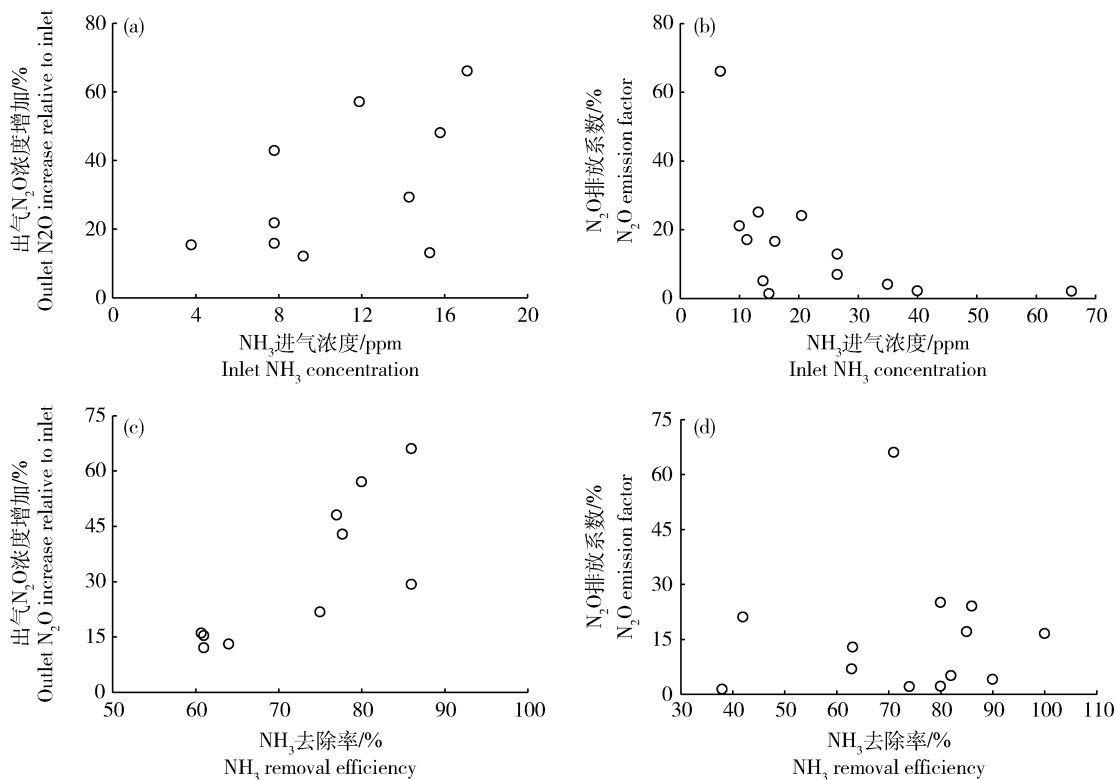 (a)
出气N₂O浓度增加/%
Outlet N2O increase relative to inlet
80
60
40
20
0
0
4
8
12
16
20
NH₃进气浓度/ppm
Inlet NH₃ concentration
(b)
N₂O排放系数/%
N₂O emission factor
80
60
40
20
0
0
10
20
30
40
50
60
70
NH₃进气浓度/ppm
Inlet NH₃ concentration
(c)
出气N₂O浓度增加/%
Outlet N₂O increase relative to inlet
75
60
45
30
15
0
50
60
70
80
90
100
NH₃去除率/%
NH₃ removal efficiency
(d)
N₂O排放系数/%
N₂O emission factor
75
60
45
30
15
0
30
40
50
60
70
80
90
100
110
NH₃去除率/%
NH₃ removal efficiency